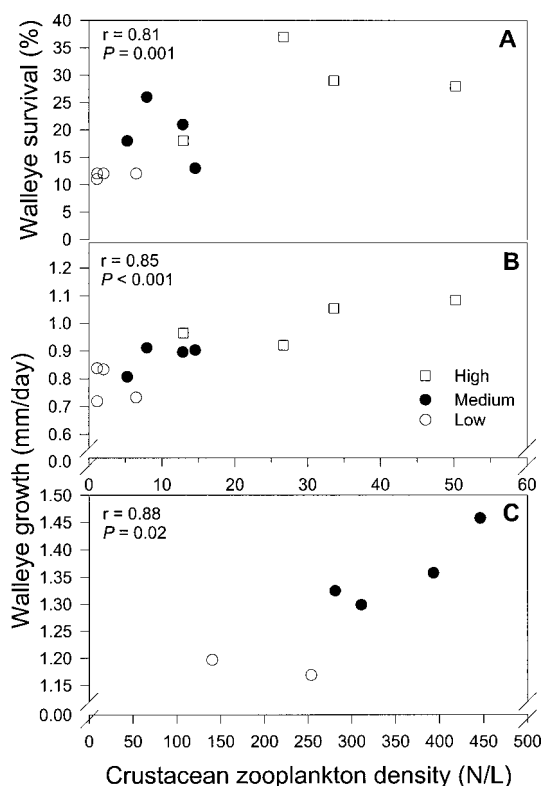 Walleye survival (%)
40
35
30
25
20
15
10
5
0
r = 0.81
P = 0.001
A
Walleye growth (mm/day)
1.2
1.1
1.0
0.9
0.8
0.7
0.6
0.0
r = 0.85
P < 0.001
B
High
Medium
Low
0 10 20 30 40 50 60
1.50
1.45
1.40
1.35
1.30
1.25
1.20
1.15
0.00
r = 0.88
P = 0.02
C
0 50 100 150 200 250 300 350 400 450 500
Crustacean zooplankton density (N/L)